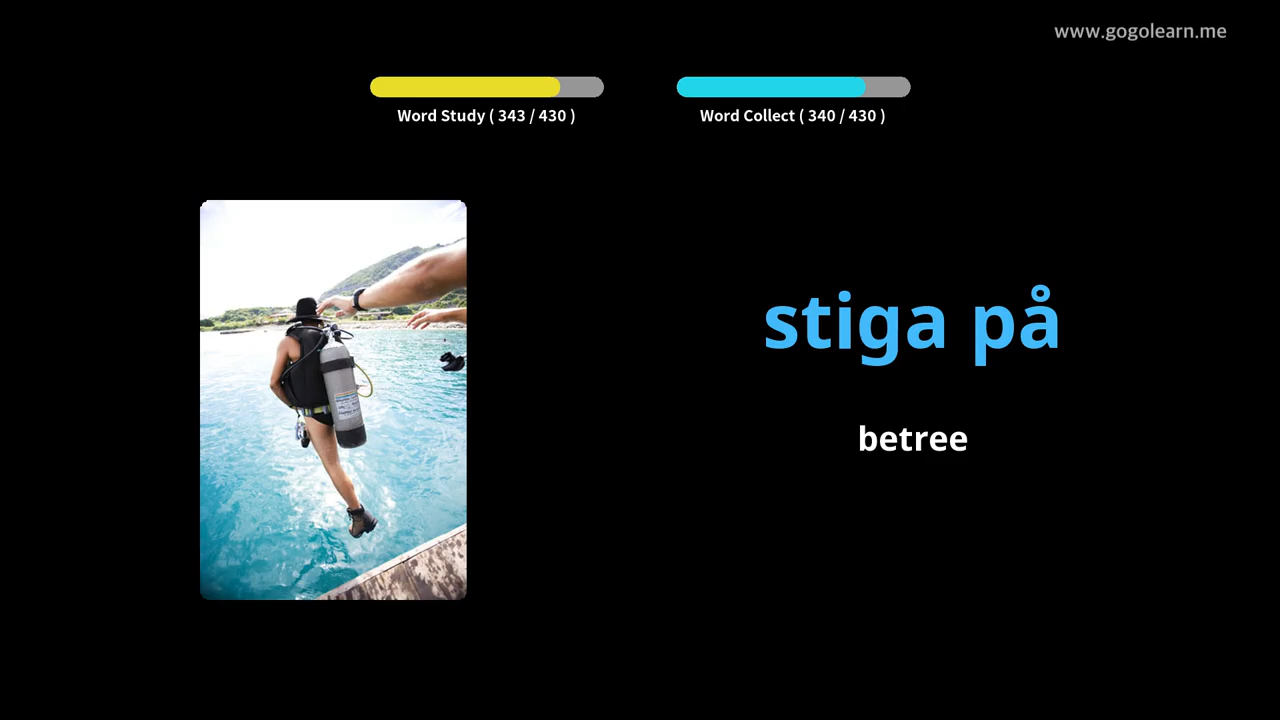 www.gogolearn.me
Word Study ( 343 / 430 )
Word Collect ( 340 / 430 )
stiga på
betree